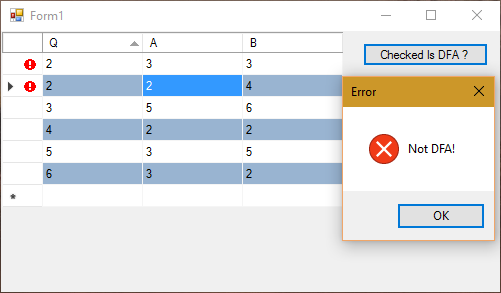 Form1
Q A B
2 3 3
2 2 4
3 5 6
4 2 2
5 3 5
6 3 2
*
Checked Is DFA ?
Error
Not DFA!
OK